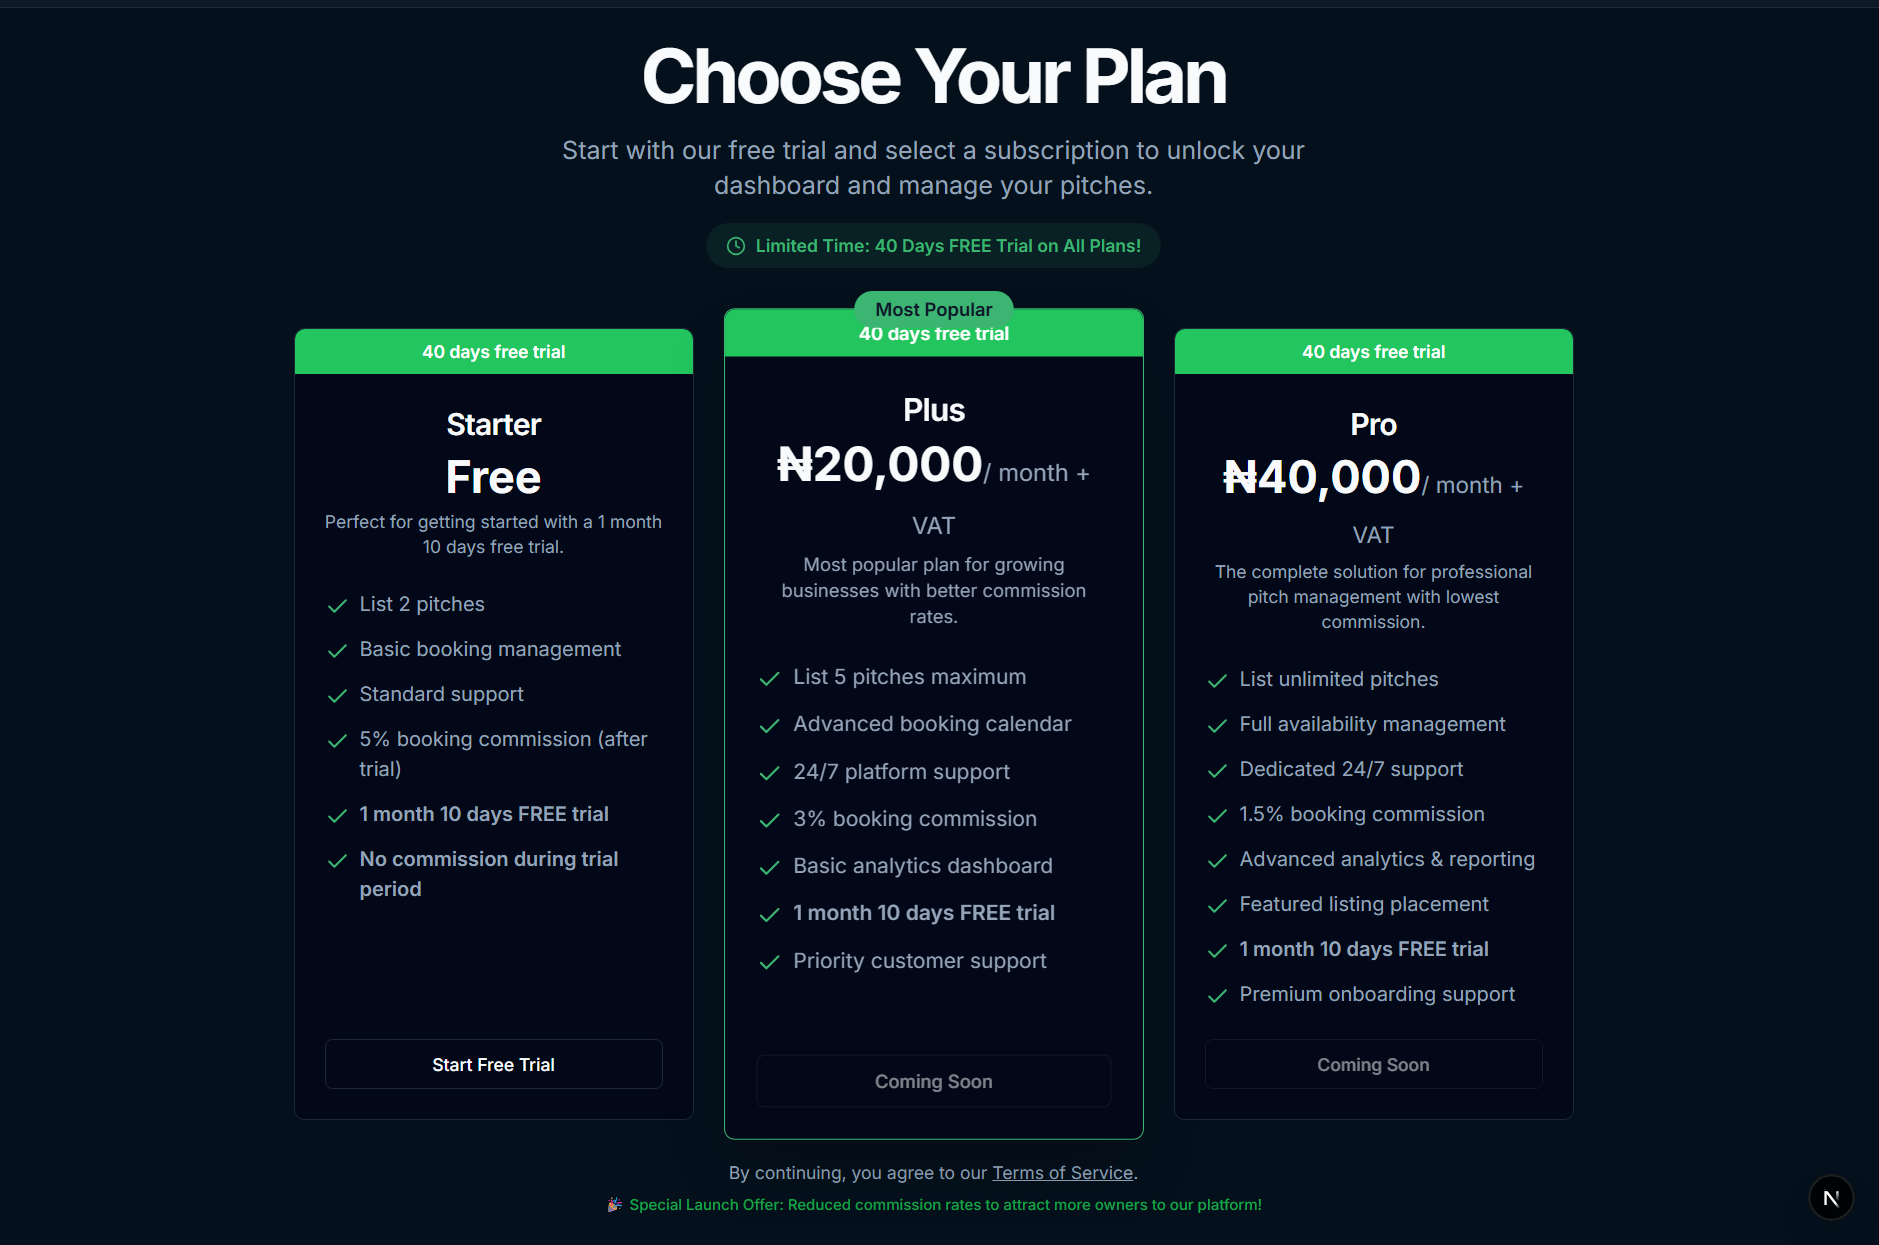 Choose Your Plan
Start with our free trial and select a subscription to unlock your
dashboard and manage your pitches.
Limited Time: 40 Days FREE Trial on All Plans!
40 days free trial
Starter
Free
Perfect for getting started with a 1 month
10 days free trial.
List 2 pitches
Basic booking management
Standard support
5% booking commission (after
trial)
1 month 10 days FREE trial
No commission during trial
period
Start Free Trial
Most Popular
40 days free trial
Plus
₦20,000/ month +
VAT
Most popular plan for growing
businesses with better commission
rates.
List 5 pitches maximum
Advanced booking calendar
24/7 platform support
3% booking commission
Basic analytics dashboard
1 month 10 days FREE trial
Priority customer support
Coming Soon
40 days free trial
Pro
₦40,000/ month +
VAT
The complete solution for professional
pitch management with lowest
commission.
List unlimited pitches
Full availability management
Dedicated 24/7 support
1.5% booking commission
Advanced analytics & reporting
Featured listing placement
1 month 10 days FREE trial
Premium onboarding support
Coming Soon
By continuing, you agree to our Terms of Service.
🎉 Special Launch Offer: Reduced commission rates to attract more owners to our platform!
N